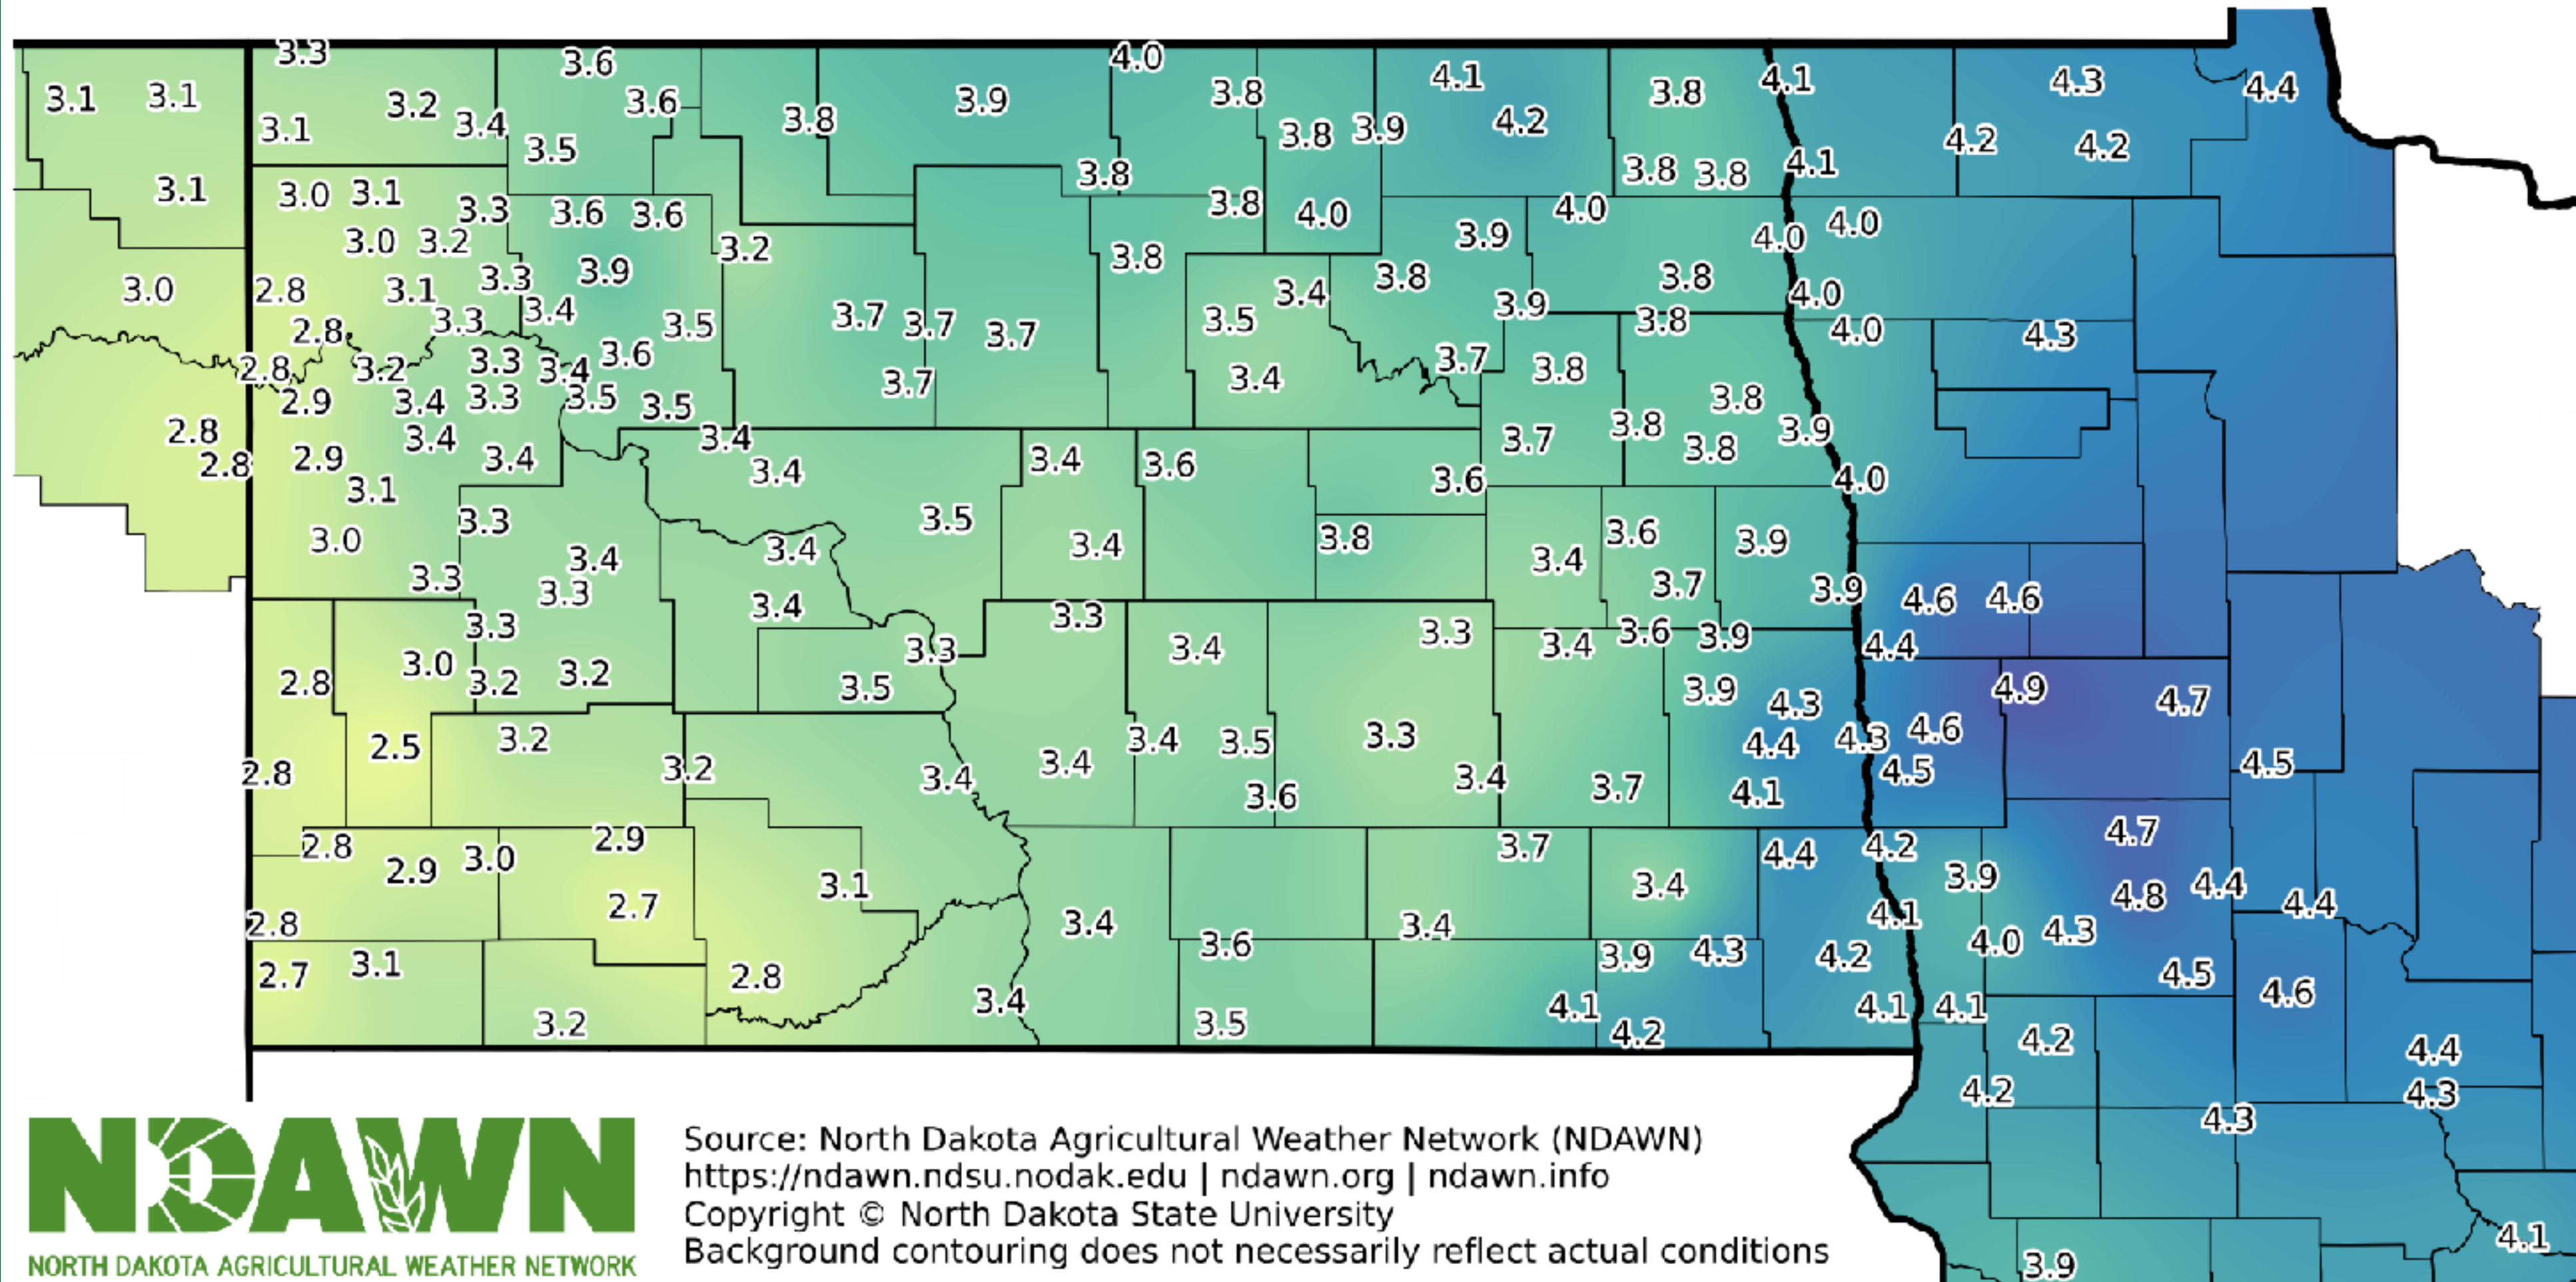 3.3 3.6 4.0
3.1 3.1 3.2 3.6 3.8 3.9 3.8 4.1 3.8 4.1 4.3 4.4
3.1 3.4 3.5 3.8 3.9 4.2 4.2 4.2
3.1 3.0 3.1 3.8 3.8 3.8 4.1
3.3 3.6 3.6 3.8 4.0 4.0 4.0
3.0 3.2 3.2 3.8 3.9 4.0
3.0 2.8 3.1 3.3 3.9 3.4 3.8 3.8 4.0
2.8 3.3 3.4 3.5 3.7 3.7 3.7 3.5 3.9 3.8 4.0 4.3
2.8 3.2 3.3 3.4 3.6 3.7 3.4 3.7 3.8
2.9 3.4 3.3 3.5 3.5 3.8
2.8 3.4 3.4 3.7 3.8 3.8 3.9
2.8 2.9 3.4 3.4 3.4 3.6 3.6 4.0
3.1 3.3 3.5
3.0 3.4 3.4 3.4 3.8 3.4 3.6 3.9
3.3 3.3 3.4 3.7 3.9 4.6 4.6
3.3 3.3 3.3 3.4 3.3 3.4 3.6 3.9 4.4
2.8 3.0 3.2 3.2 3.5 3.9 4.3 4.9 4.7
2.5 3.2 3.4 3.5 3.3 4.4 4.3 4.6
2.8 3.2 3.4 3.4 3.6 3.4 3.7 4.1 4.5 4.5
2.8 2.9 3.0 2.9 3.7 4.4 4.2 4.7
2.7 3.1 3.4 3.9 4.8 4.4 4.4
2.8 3.4 3.4 4.1 4.3
2.7 3.1 2.8 3.6 3.9 4.3 4.2 4.0 4.5
3.2 3.4 3.5 4.1 4.2 4.1 4.1 4.6
4.2 4.4
4.2 4.3
4.3
4.1
3.9
NDAWN
NORTH DAKOTA AGRICULTURAL WEATHER NETWORK
Source: North Dakota Agricultural Weather Network (NDAWN)
https://ndawn.ndsu.nodak.edu | ndawn.org | ndawn.info
Copyright © North Dakota State University
Background contouring does not necessarily reflect actual conditions